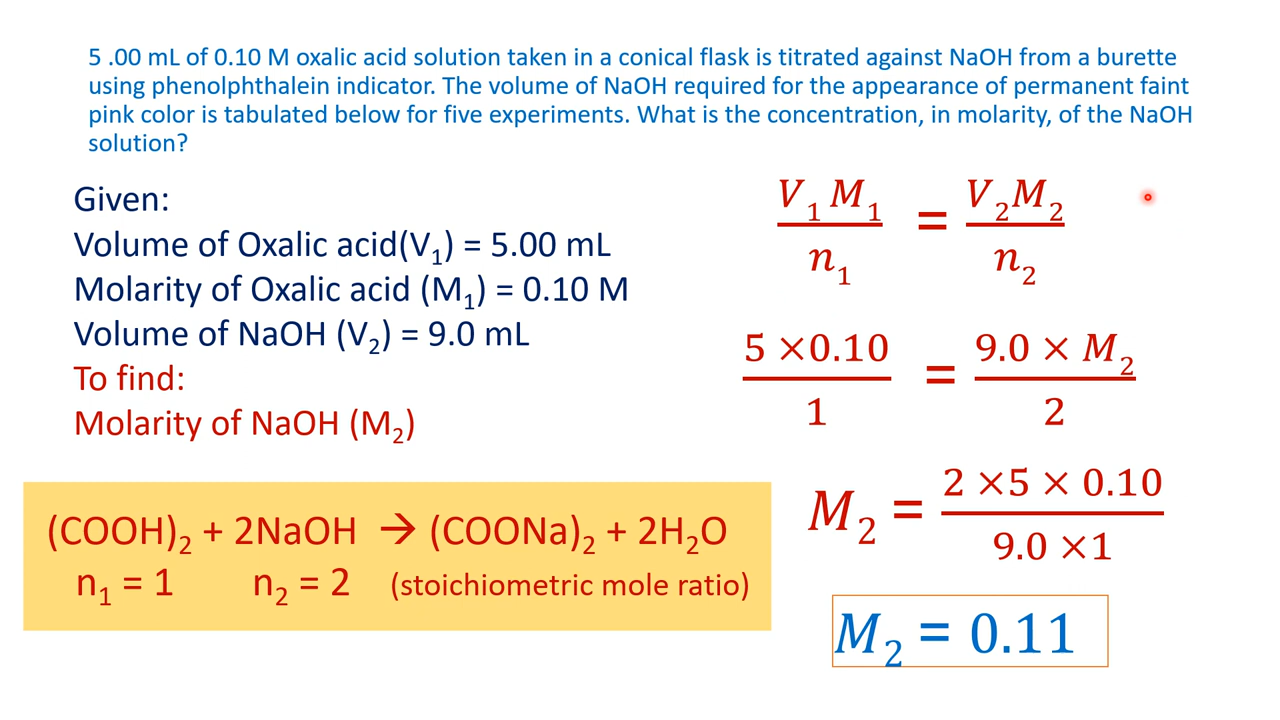 5 .00 mL of 0.10 M oxalic acid solution taken in a conical flask is titrated against NaOH from a burette
using phenolphthalein indicator. The volume of NaOH required for the appearance of permanent faint
pink color is tabulated below for five experiments. What is the concentration, in molarity, of the NaOH
solution?
Given:
Volume of Oxalic acid(V₁) = 5.00 mL
Molarity of Oxalic acid (M₁) = 0.10 M
Volume of NaOH (V₂) = 9.0 mL
To find:
Molarity of NaOH (M₂)
(COOH)₂ + 2NaOH → (COONa)₂ + 2H₂O
n₁ = 1 n₂ = 2 (stoichiometric mole ratio)
V₁ M₁ / n₁ = V₂M₂ / n₂
5 ×0.10 / 1 = 9.0 × M₂ / 2
M₂ = 2 ×5 × 0.10 / 9.0 ×1
M₂ = 0.11